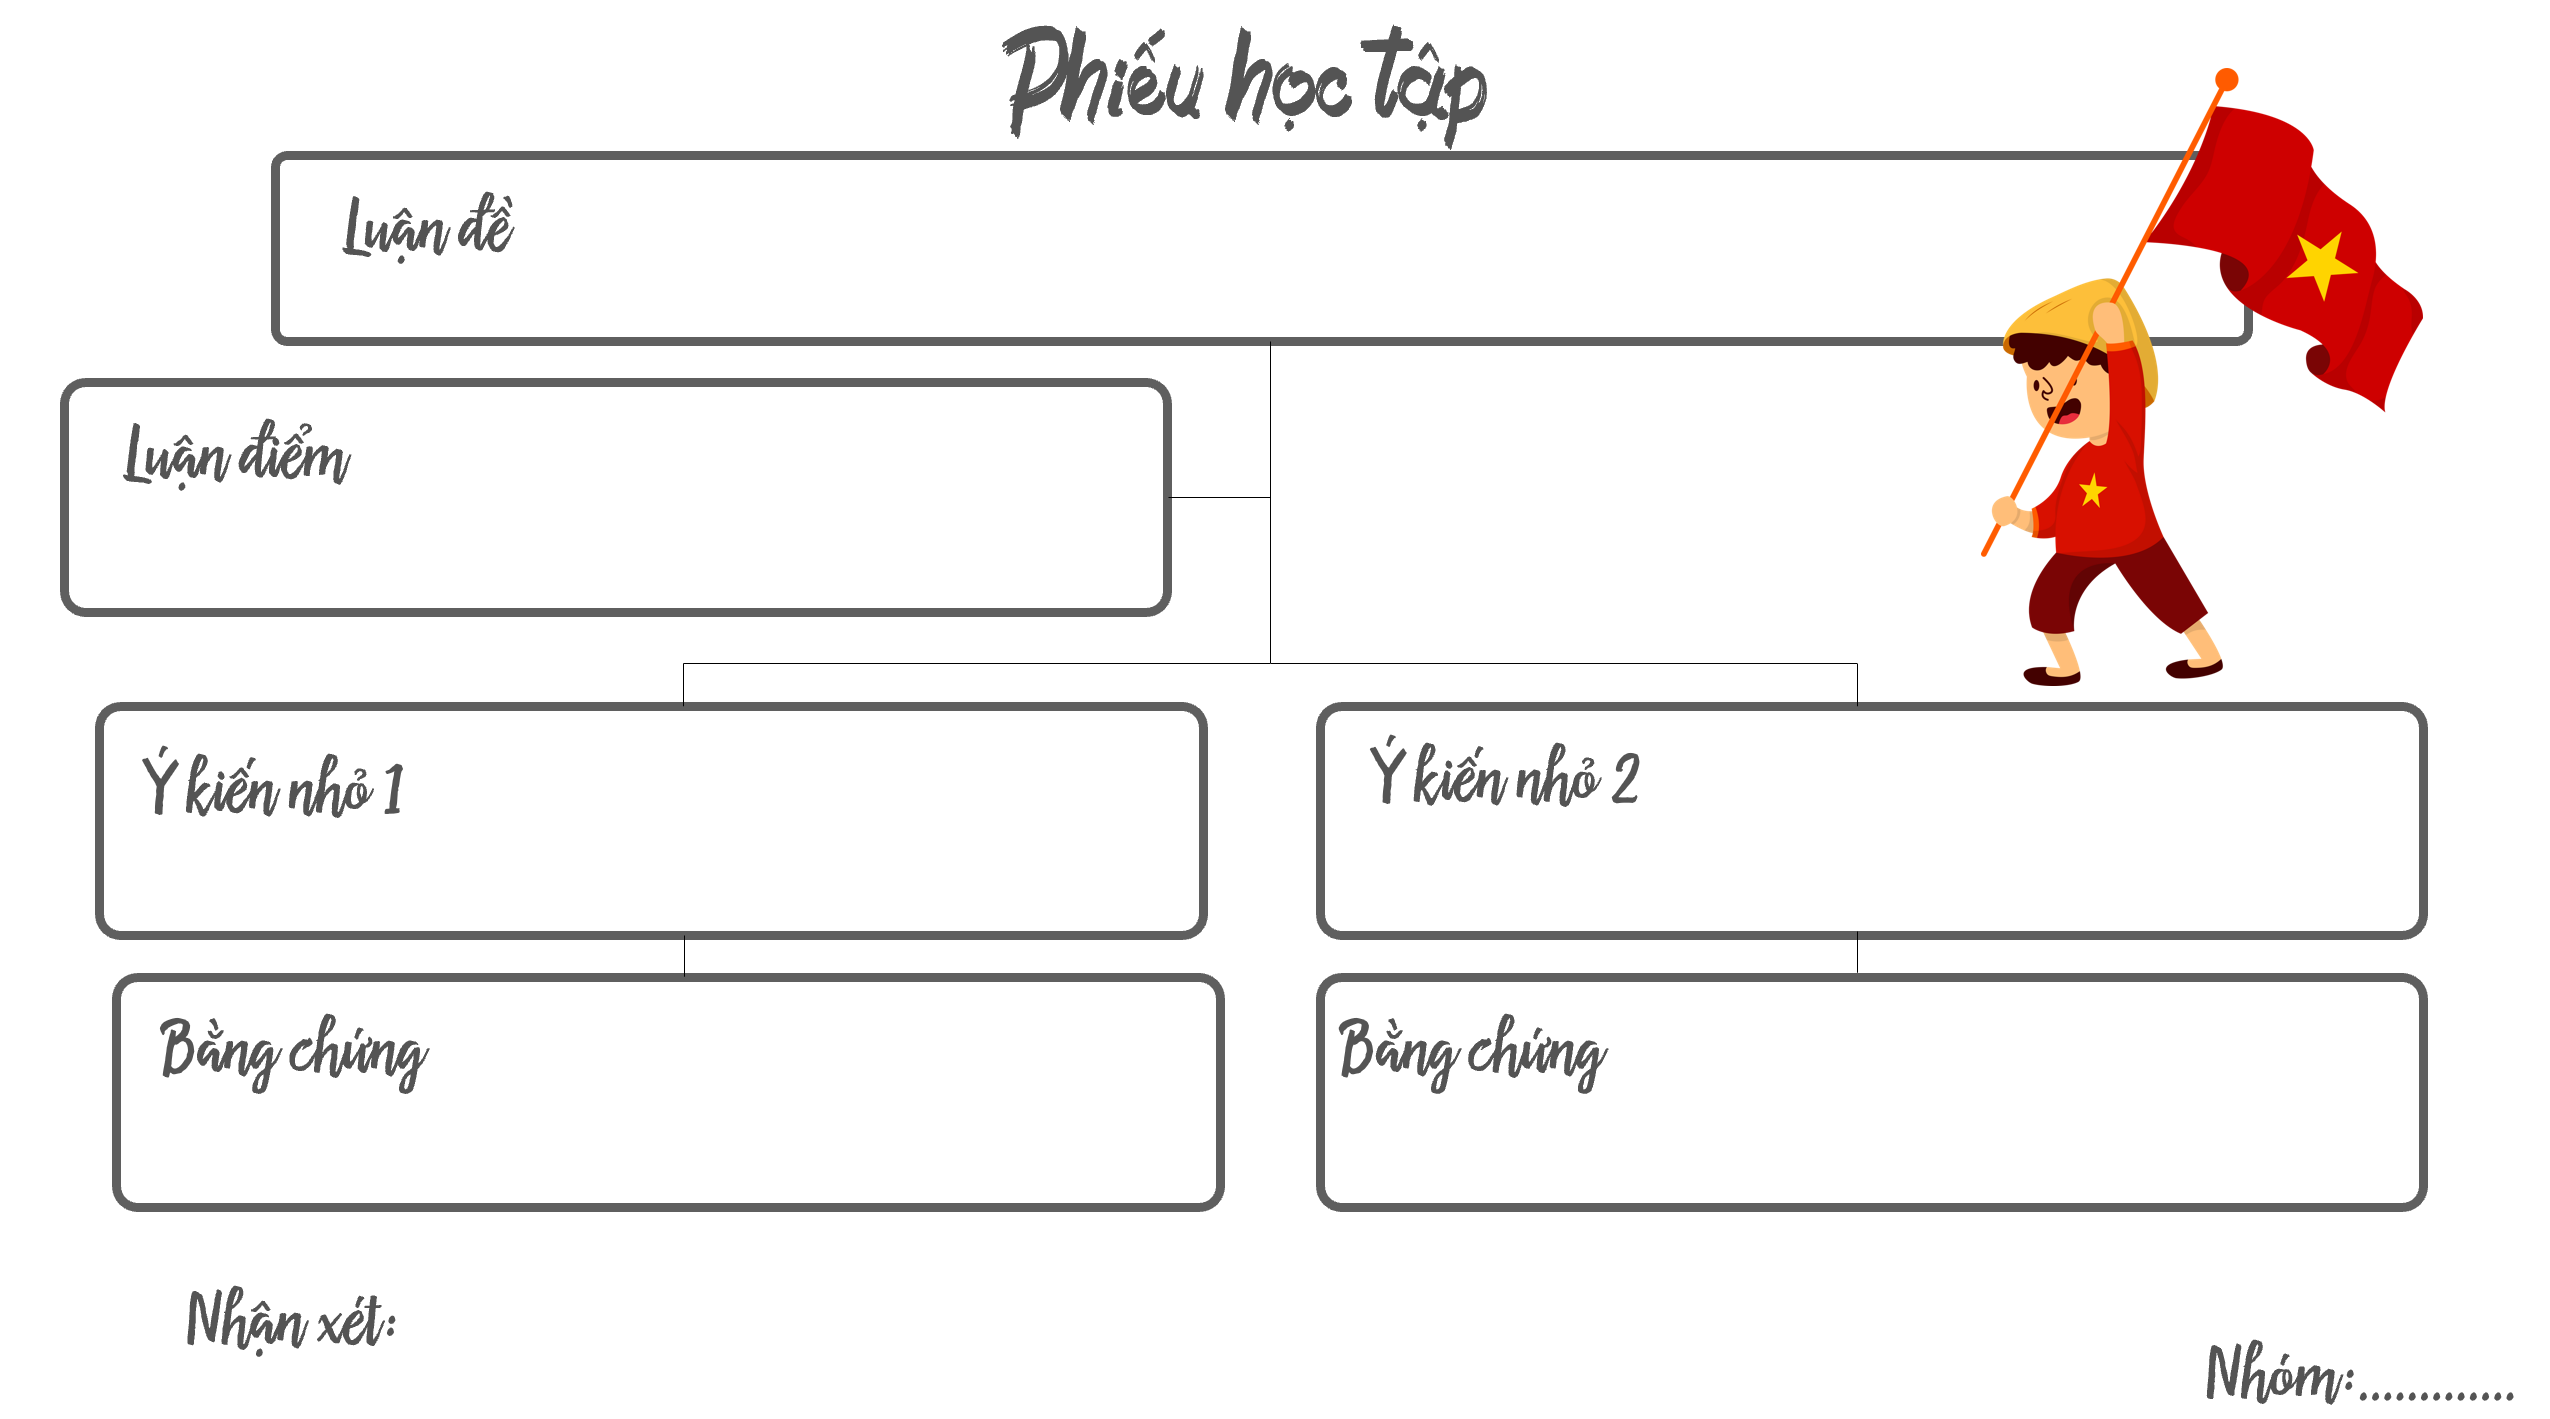 Phiếu học tập
Luận đề
Luận điểm
Ý kiến nhỏ 1
Ý kiến nhỏ 2
Bằng chứng
Bằng chứng
Nhận xét:
Nhóm:.............